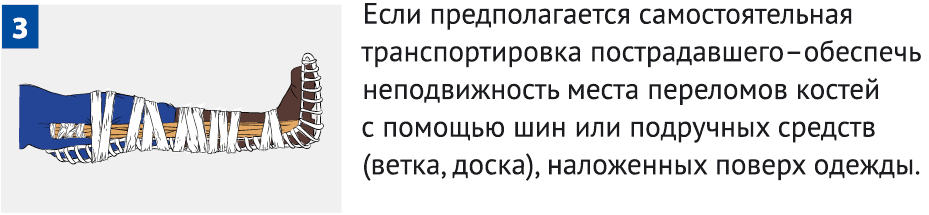 3
Если предполагается самостоятельная
транспортировка пострадавшего–обеспечь
неподвижность места переломов костей
с помощью шин или подручных средств
(ветка, доска), наложенных поверх одежды.